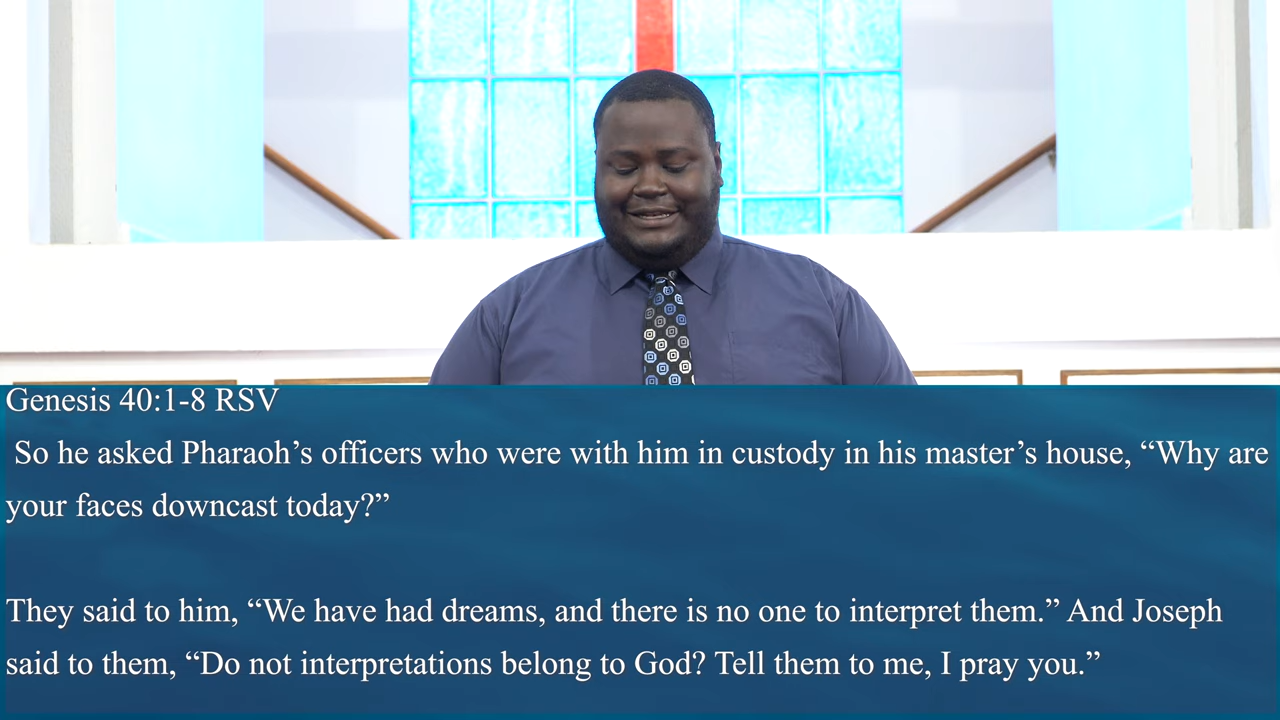 Genesis 40:1-8 RSV
So he asked Pharaoh’s officers who were with him in custody in his master’s house, “Why are
your faces downcast today?”
They said to him, “We have had dreams, and there is no one to interpret them.” And Joseph
said to them, “Do not interpretations belong to God? Tell them to me, I pray you.”